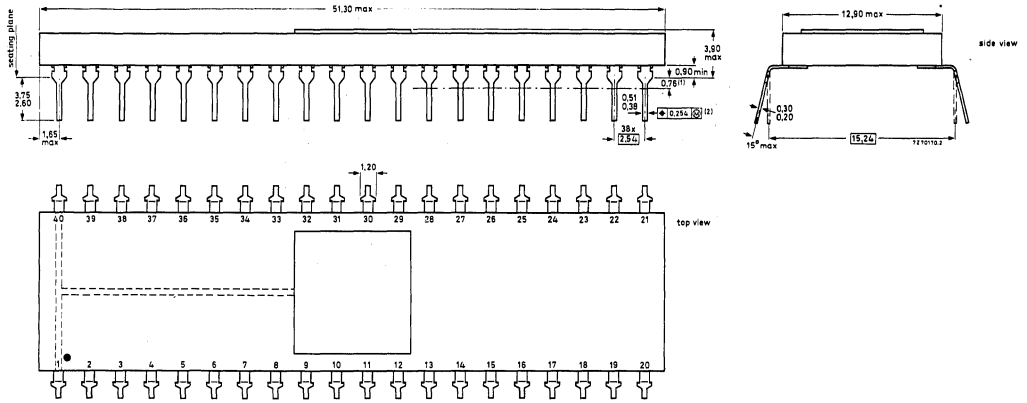 51,30 max
seating plane
3,75
2,60
1,65
max
3,90
max
0,90 min
0,76 (1)
0,51
0,38
0,254 Ⓜ (2)
38x
2,54
12,90 max
side view
0,30
0,20
15° max
15,24
7270170.2
1,20
40 39 38 37 36 35 34 33 32 31 30 29 28 27 26 25 24 23 22 21
top view
1 2 3 4 5 6 7 8 9 10 11 12 13 14 15 16 17 18 19 20